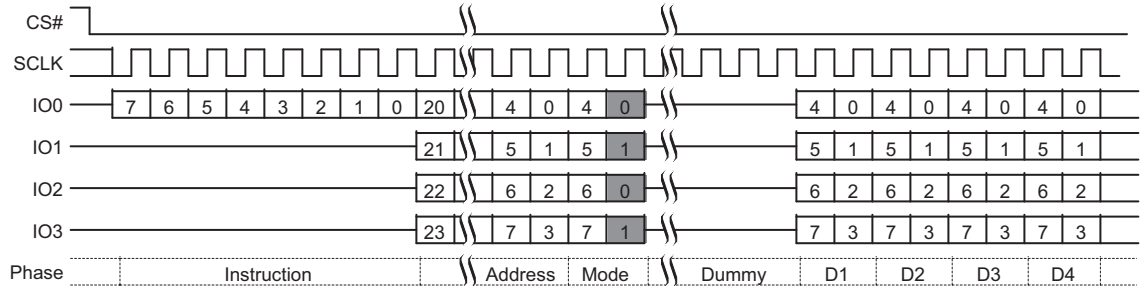 CS#
SCLK
IO0 7 6 5 4 3 2 1 0 20 4 0 4 0 4 0 4 0 4 0 4 0
IO1 21 5 1 5 1 5 1 5 1 5 1 5 1
IO2 22 6 2 6 0 6 2 6 2 6 2 6 2
IO3 23 7 3 7 1 7 3 7 3 7 3 7 3
Phase Instruction Address Mode Dummy D1 D2 D3 D4